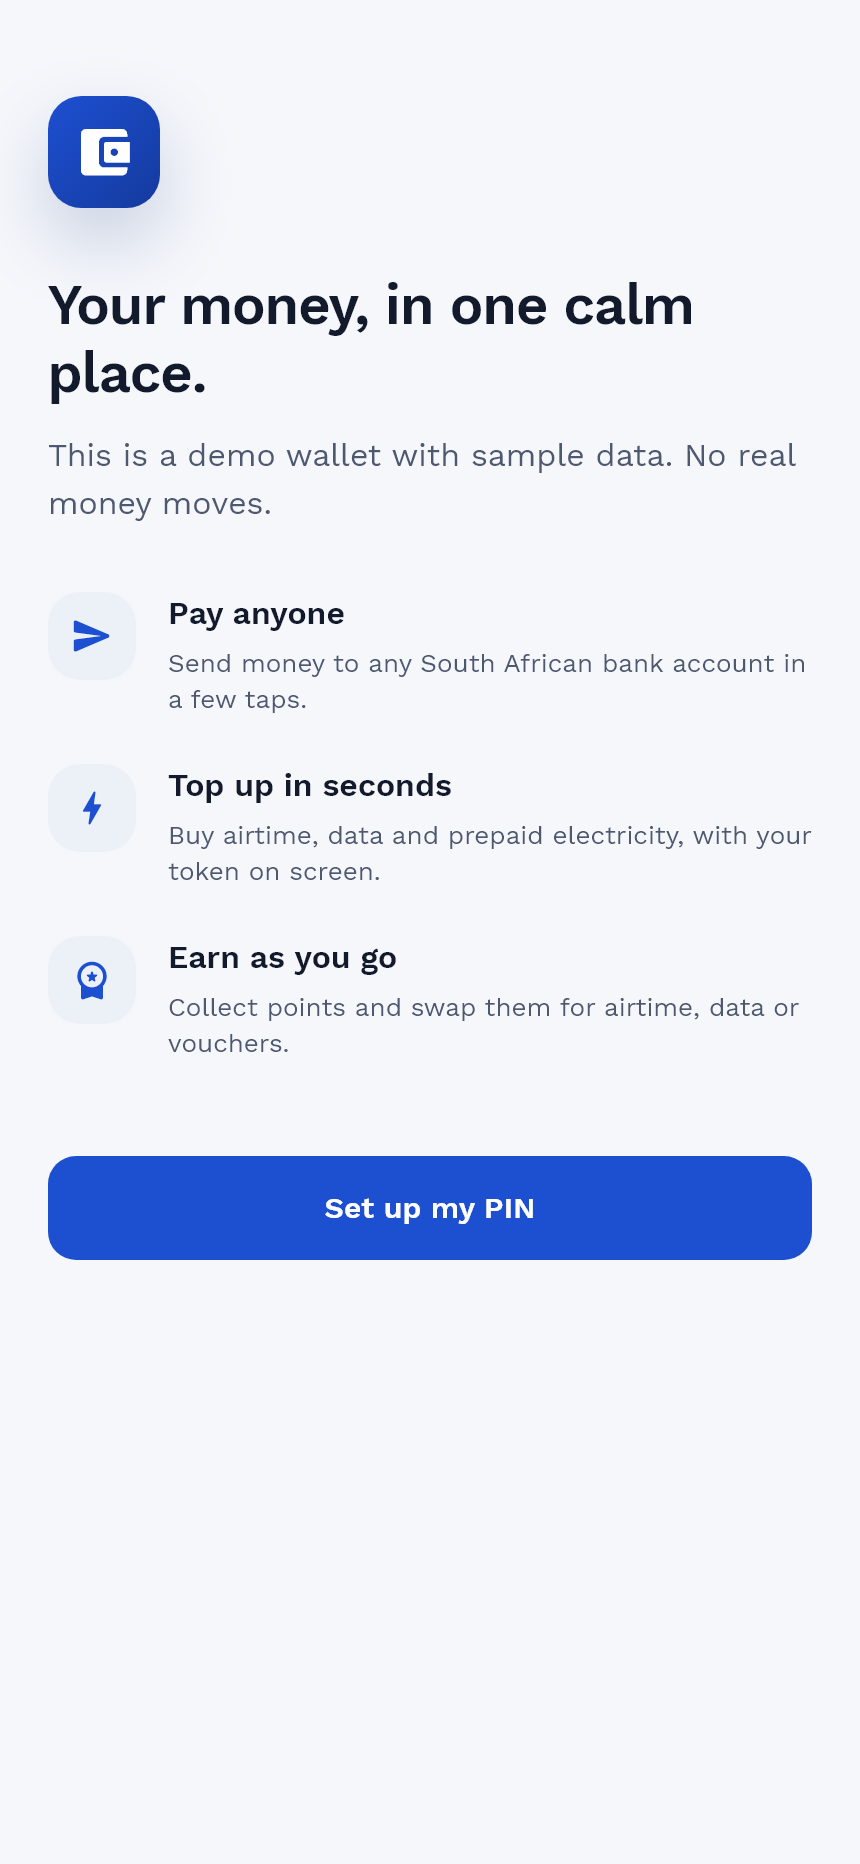 Your money, in one calm
place.
This is a demo wallet with sample data. No real
money moves.
Pay anyone
Send money to any South African bank account in
a few taps.
Top up in seconds
Buy airtime, data and prepaid electricity, with your
token on screen.
Earn as you go
Collect points and swap them for airtime, data or
vouchers.
Set up my PIN